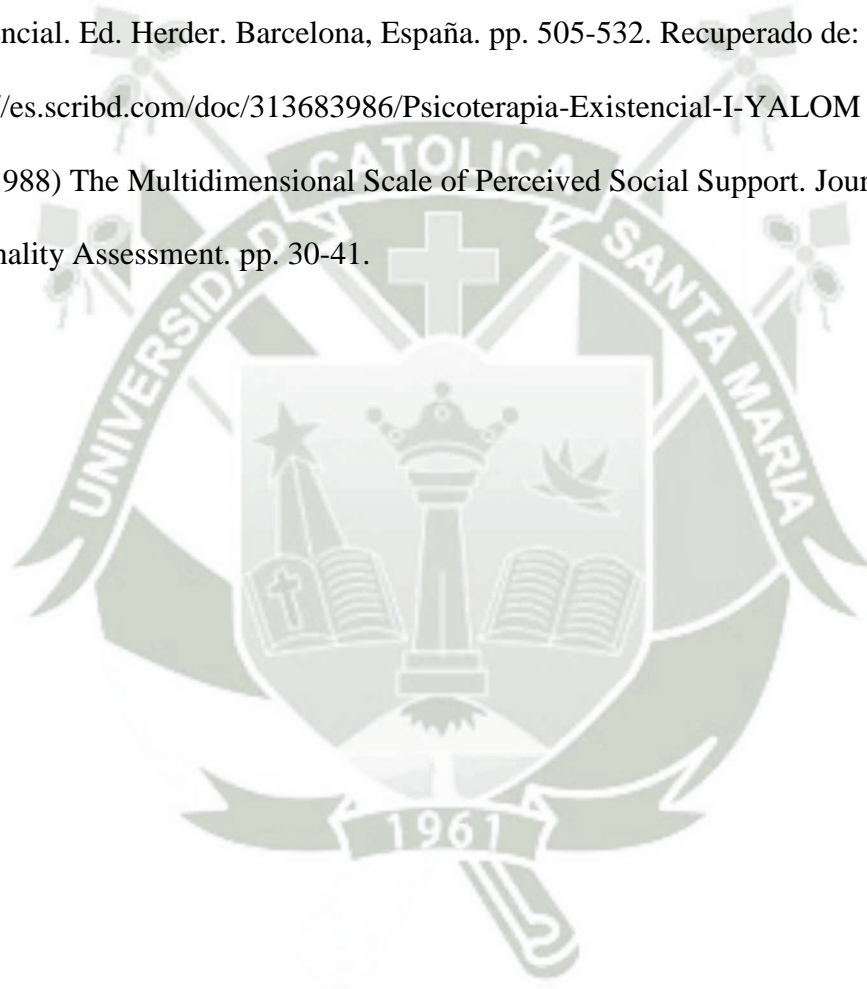 encial. Ed. Herder. Barcelona, España. pp. 505-532. Recuperado de:
//es.scribd.com/doc/313683986/Psicoterapia-Existencial-I-YALOM
988) The Multidimensional Scale of Perceived Social Support. Jour
nality Assessment. pp. 30-41.
UNIVERSIDAD CATOLICA SANTA MARIA
1961